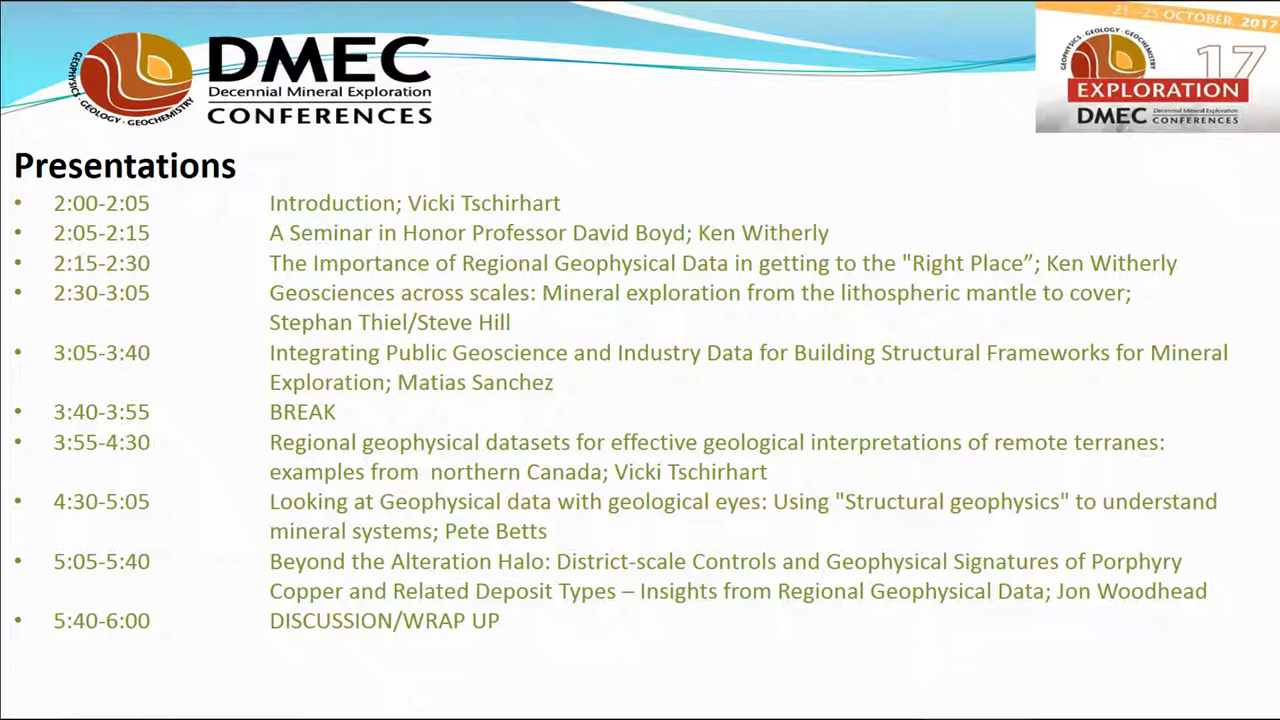 GEOPHYSICS · GEOLOGY · GEOCHEMISTRY
DMEC
Decennial Mineral Exploration
CONFERENCES
21–25 OCTOBER, 2017
GEOPHYSICS · GEOLOGY · GEOCHEMISTRY
17
EXPLORATION
DMEC Decennial Mineral Exploration
CONFERENCES
Presentations
• 2:00-2:05 Introduction; Vicki Tschirhart
• 2:05-2:15 A Seminar in Honor Professor David Boyd; Ken Witherly
• 2:15-2:30 The Importance of Regional Geophysical Data in getting to the "Right Place”; Ken Witherly
• 2:30-3:05 Geosciences across scales: Mineral exploration from the lithospheric mantle to cover;
Stephan Thiel/Steve Hill
• 3:05-3:40 Integrating Public Geoscience and Industry Data for Building Structural Frameworks for Mineral
Exploration; Matias Sanchez
• 3:40-3:55 BREAK
• 3:55-4:30 Regional geophysical datasets for effective geological interpretations of remote terranes:
examples from northern Canada; Vicki Tschirhart
• 4:30-5:05 Looking at Geophysical data with geological eyes: Using "Structural geophysics" to understand
mineral systems; Pete Betts
• 5:05-5:40 Beyond the Alteration Halo: District-scale Controls and Geophysical Signatures of Porphyry
Copper and Related Deposit Types – Insights from Regional Geophysical Data; Jon Woodhead
• 5:40-6:00 DISCUSSION/WRAP UP